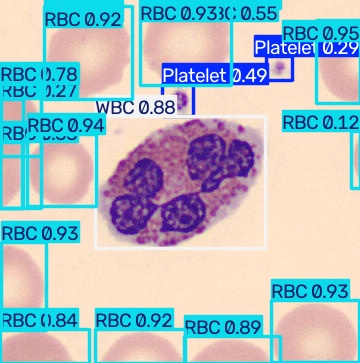 RBC 0.92
RBC 0.93
0.55
RBC 0.95
Platelet 0.29
RBC 0.78
Platelet 0.49
0.27
WBC 0.88
RBC 0.94
RBC 0.12
RBC 0.93
RBC 0.93
RBC 0.84
RBC 0.92
RBC 0.89